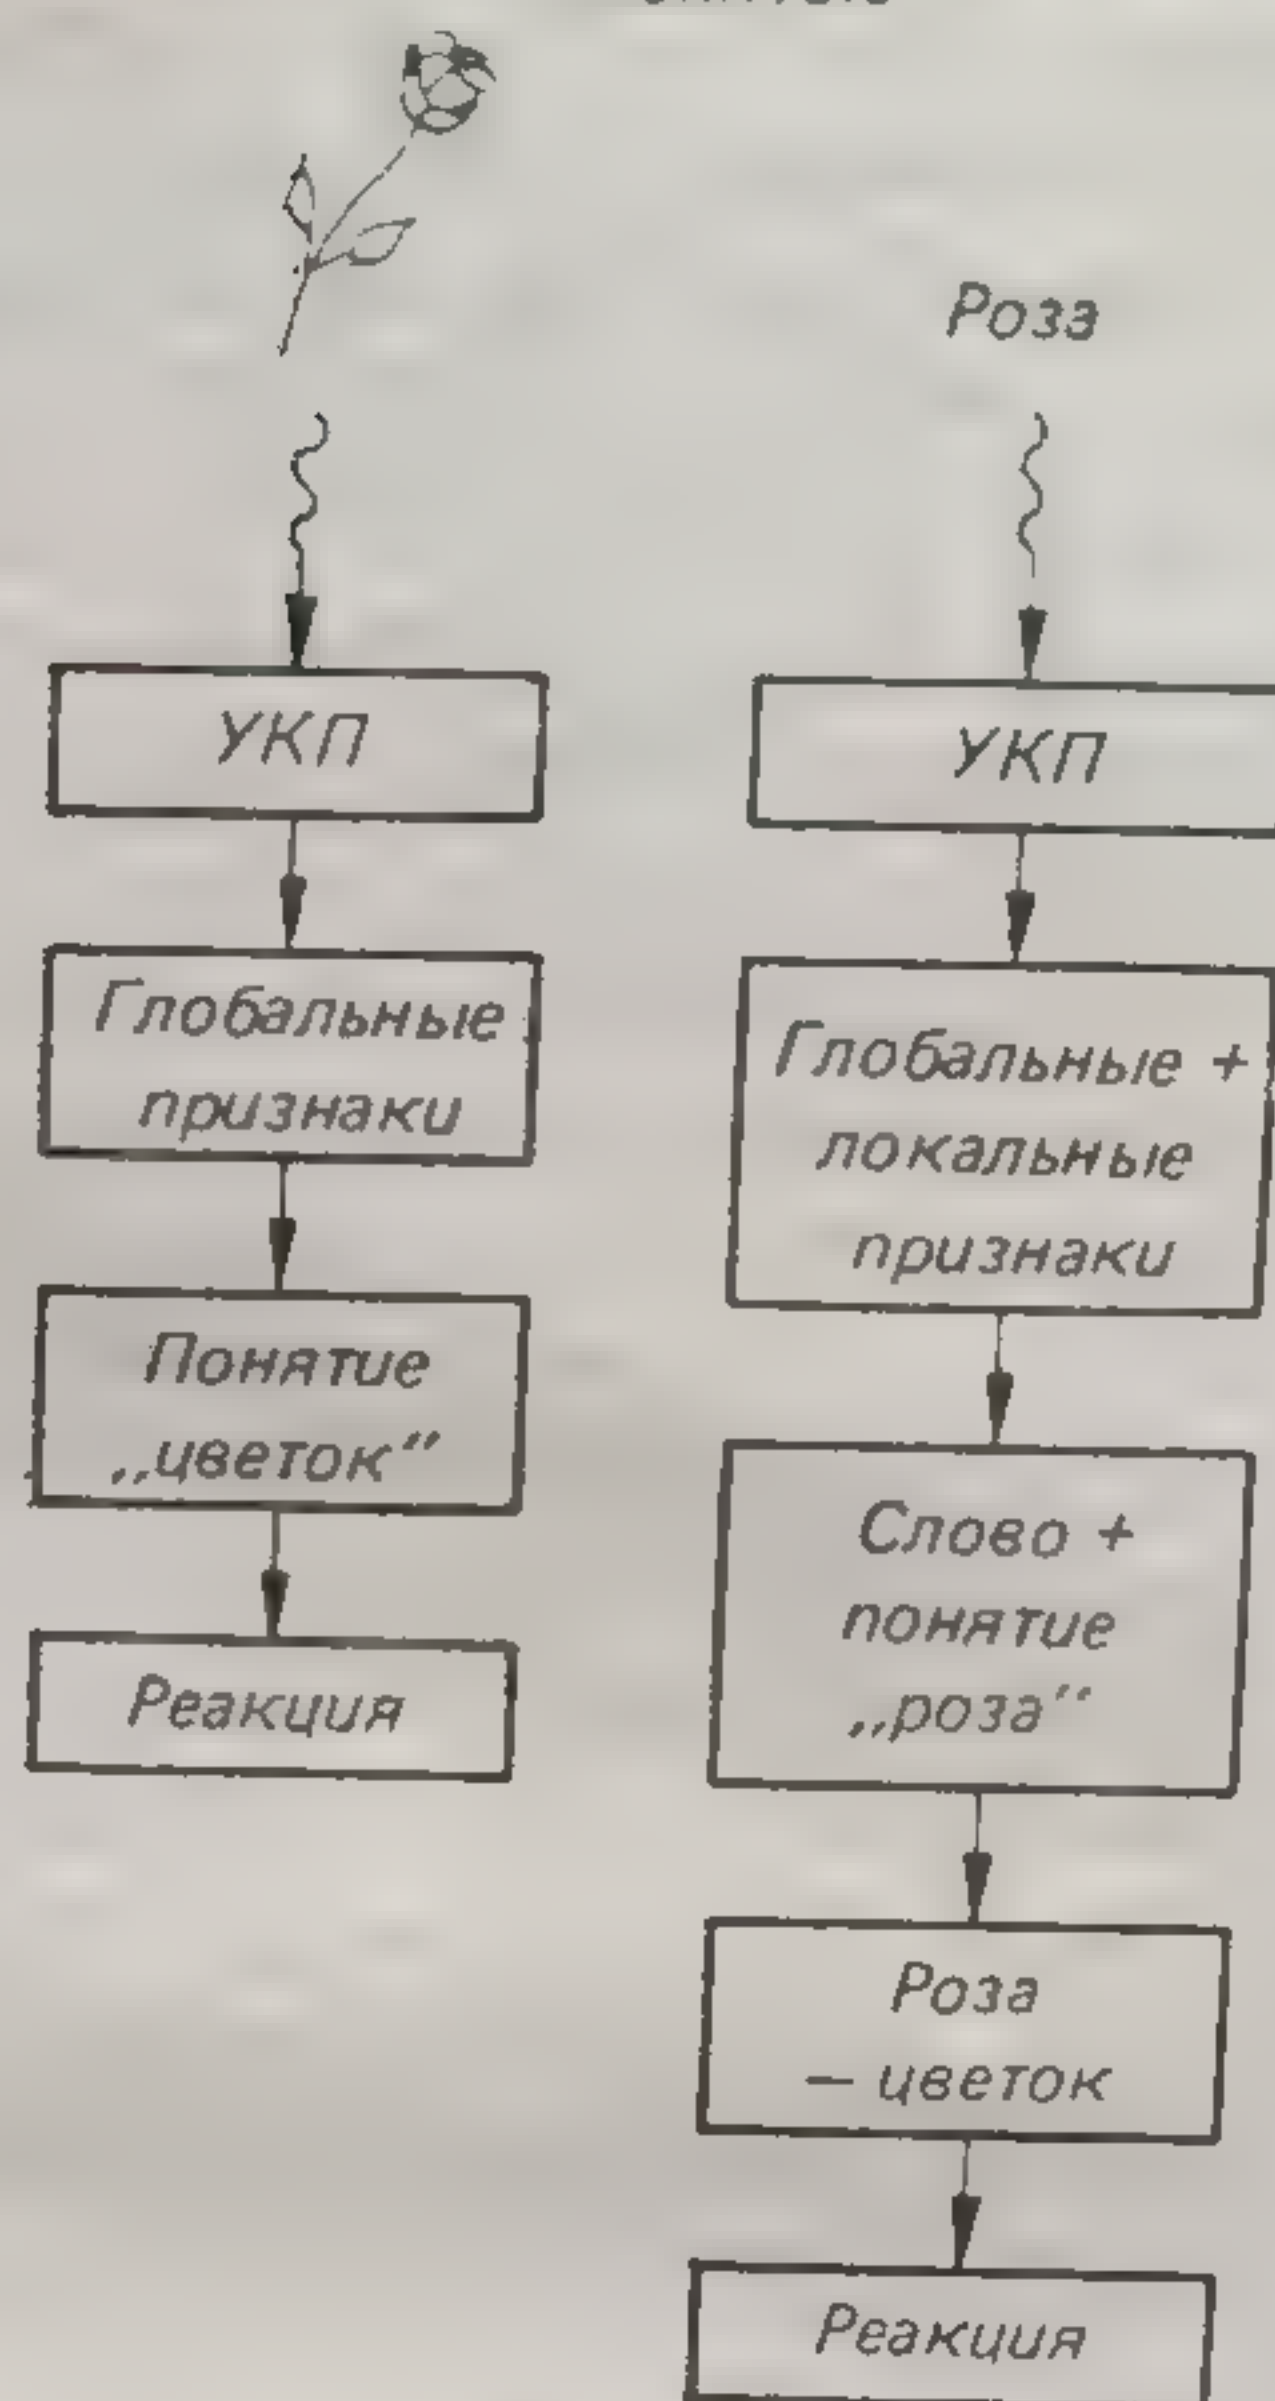 УКП
Глобальные
признаки
Понятие
„цветок“
Реакция
Роза
УКП
Глобальные +
локальные
признаки
Слово +
понятие
„роза“
Роза
— цветок
Реакция